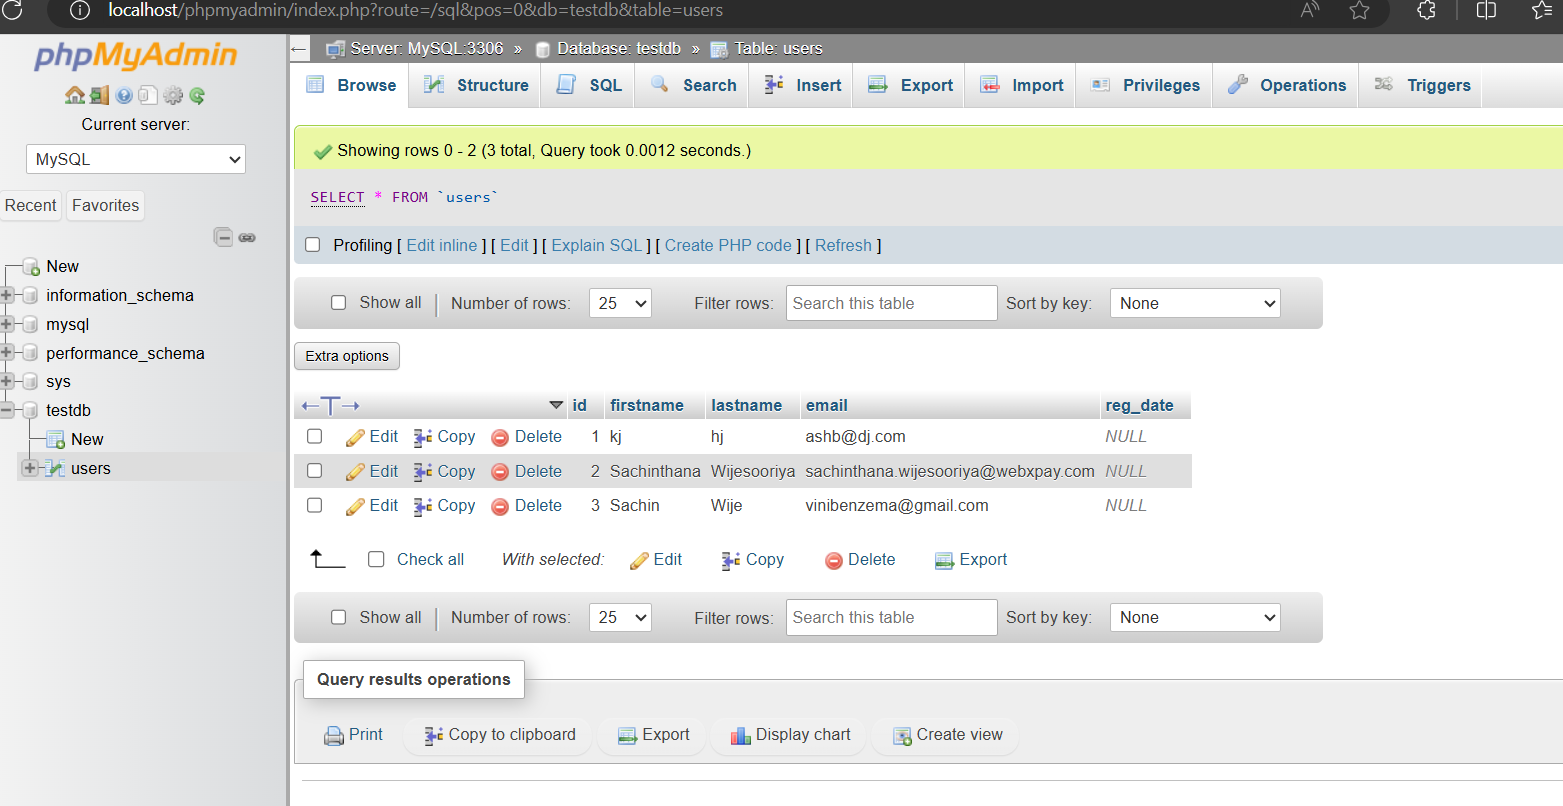 localhost/phpmyadmin/index.php?route=/sql&pos=0&db=testdb&table=users
phpMyAdmin
Current server:
MySQL
Recent Favorites
New
information_schema
mysql
performance_schema
sys
testdb
New
users
Server: MySQL:3306 » Database: testdb » Table: users
Browse Structure SQL Search Insert Export Import Privileges Operations Triggers
Showing rows 0 - 2 (3 total, Query took 0.0012 seconds.)
SELECT * FROM `users`
Profiling [ Edit inline ] [ Edit ] [ Explain SQL ] [ Create PHP code ] [ Refresh ]
Show all Number of rows: 25 Filter rows: Search this table Sort by key: None
Extra options
id firstname lastname email reg_date
Edit Copy Delete 1 kj hj ashb@dj.com NULL
Edit Copy Delete 2 Sachinthana Wijesooriya sachinthana.wijesooriya@webxpay.com NULL
Edit Copy Delete 3 Sachin Wije vinibenzema@gmail.com NULL
Check all With selected: Edit Copy Delete Export
Show all Number of rows: 25 Filter rows: Search this table Sort by key: None
Query results operations
Print Copy to clipboard Export Display chart Create view